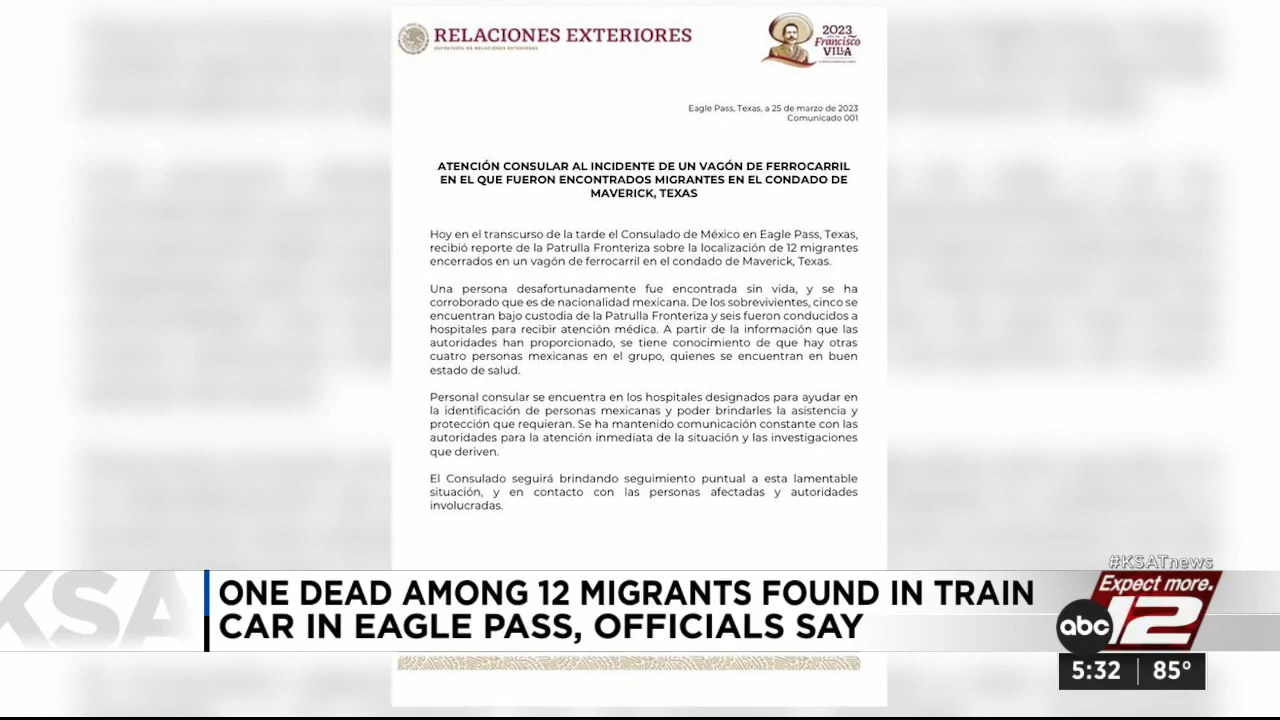 RELACIONES EXTERIORES
SECRETARÍA DE RELACIONES EXTERIORES
2023
Francisco
VILLA
Eagle Pass, Texas, a 25 de marzo de 2023
Comunicado 001
ATENCIÓN CONSULAR AL INCIDENTE DE UN VAGÓN DE FERROCARRIL
EN EL QUE FUERON ENCONTRADOS MIGRANTES EN EL CONDADO DE
MAVERICK, TEXAS
Hoy en el transcurso de la tarde el Consulado de México en Eagle Pass, Texas,
recibió reporte de la Patrulla Fronteriza sobre la localización de 12 migrantes
encerrados en un vagón de ferrocarril en el condado de Maverick, Texas.
Una persona desafortunadamente fue encontrada sin vida, y se ha
corroborado que es de nacionalidad mexicana. De los sobrevivientes, cinco se
encuentran bajo custodia de la Patrulla Fronteriza y seis fueron conducidos a
hospitales para recibir atención médica. A partir de la información que las
autoridades han proporcionado, se tiene conocimiento de que hay otras
cuatro personas mexicanas en el grupo, quienes se encuentran en buen
estado de salud.
Personal consular se encuentra en los hospitales designados para ayudar en
la identificación de personas mexicanas y poder brindarles la asistencia y
protección que requieran. Se ha mantenido comunicación constante con las
autoridades para la atención inmediata de la situación y las investigaciones
que deriven.
El Consulado seguirá brindando seguimiento puntual a esta lamentable
situación, y en contacto con las personas afectadas y autoridades
involucradas.
#KSATnews
KSA
ONE DEAD AMONG 12 MIGRANTS FOUND IN TRAIN
CAR IN EAGLE PASS, OFFICIALS SAY
Expect more.
abc 12
5:32 85°